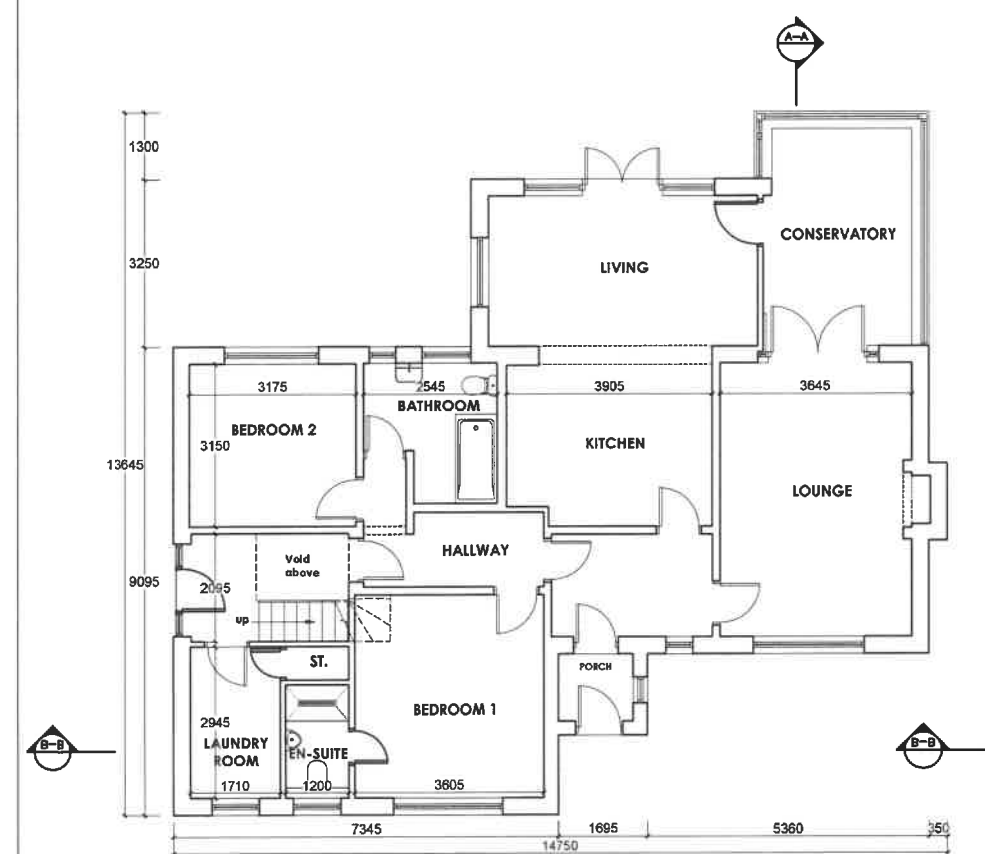 A-A
1300
3250
LIVING
CONSERVATORY
3175
2545
3905
3645
BATHROOM
BEDROOM 2
3150
KITCHEN
13645
LOUNGE
HALLWAY
Void
above
9095
2095
up
ST.
PORCH
BEDROOM 1
2945
B-B
B-B
LAUNDRY
ROOM
EN-SUITE
1710
1200
3605
7345
1695
5360
350
14750